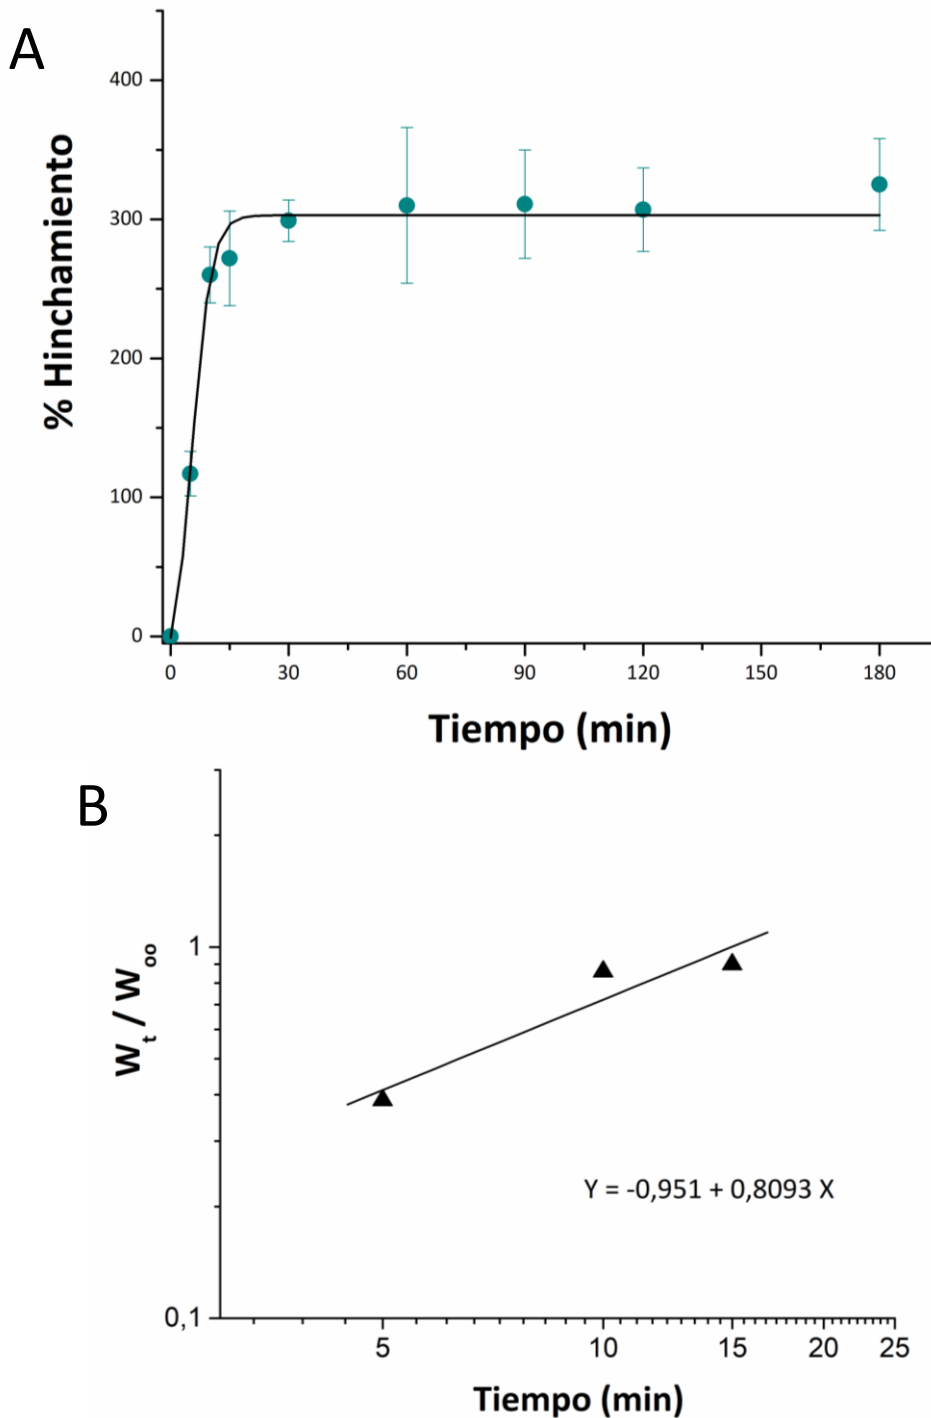 A
400
300
200
100
0
% Hinchamiento
0 30 60 90 120 150 180
Tiempo (min)
B
1
0,1
W_t / W_oo
Y = -0,951 + 0,8093 X
5 10 15 20 25
Tiempo (min)